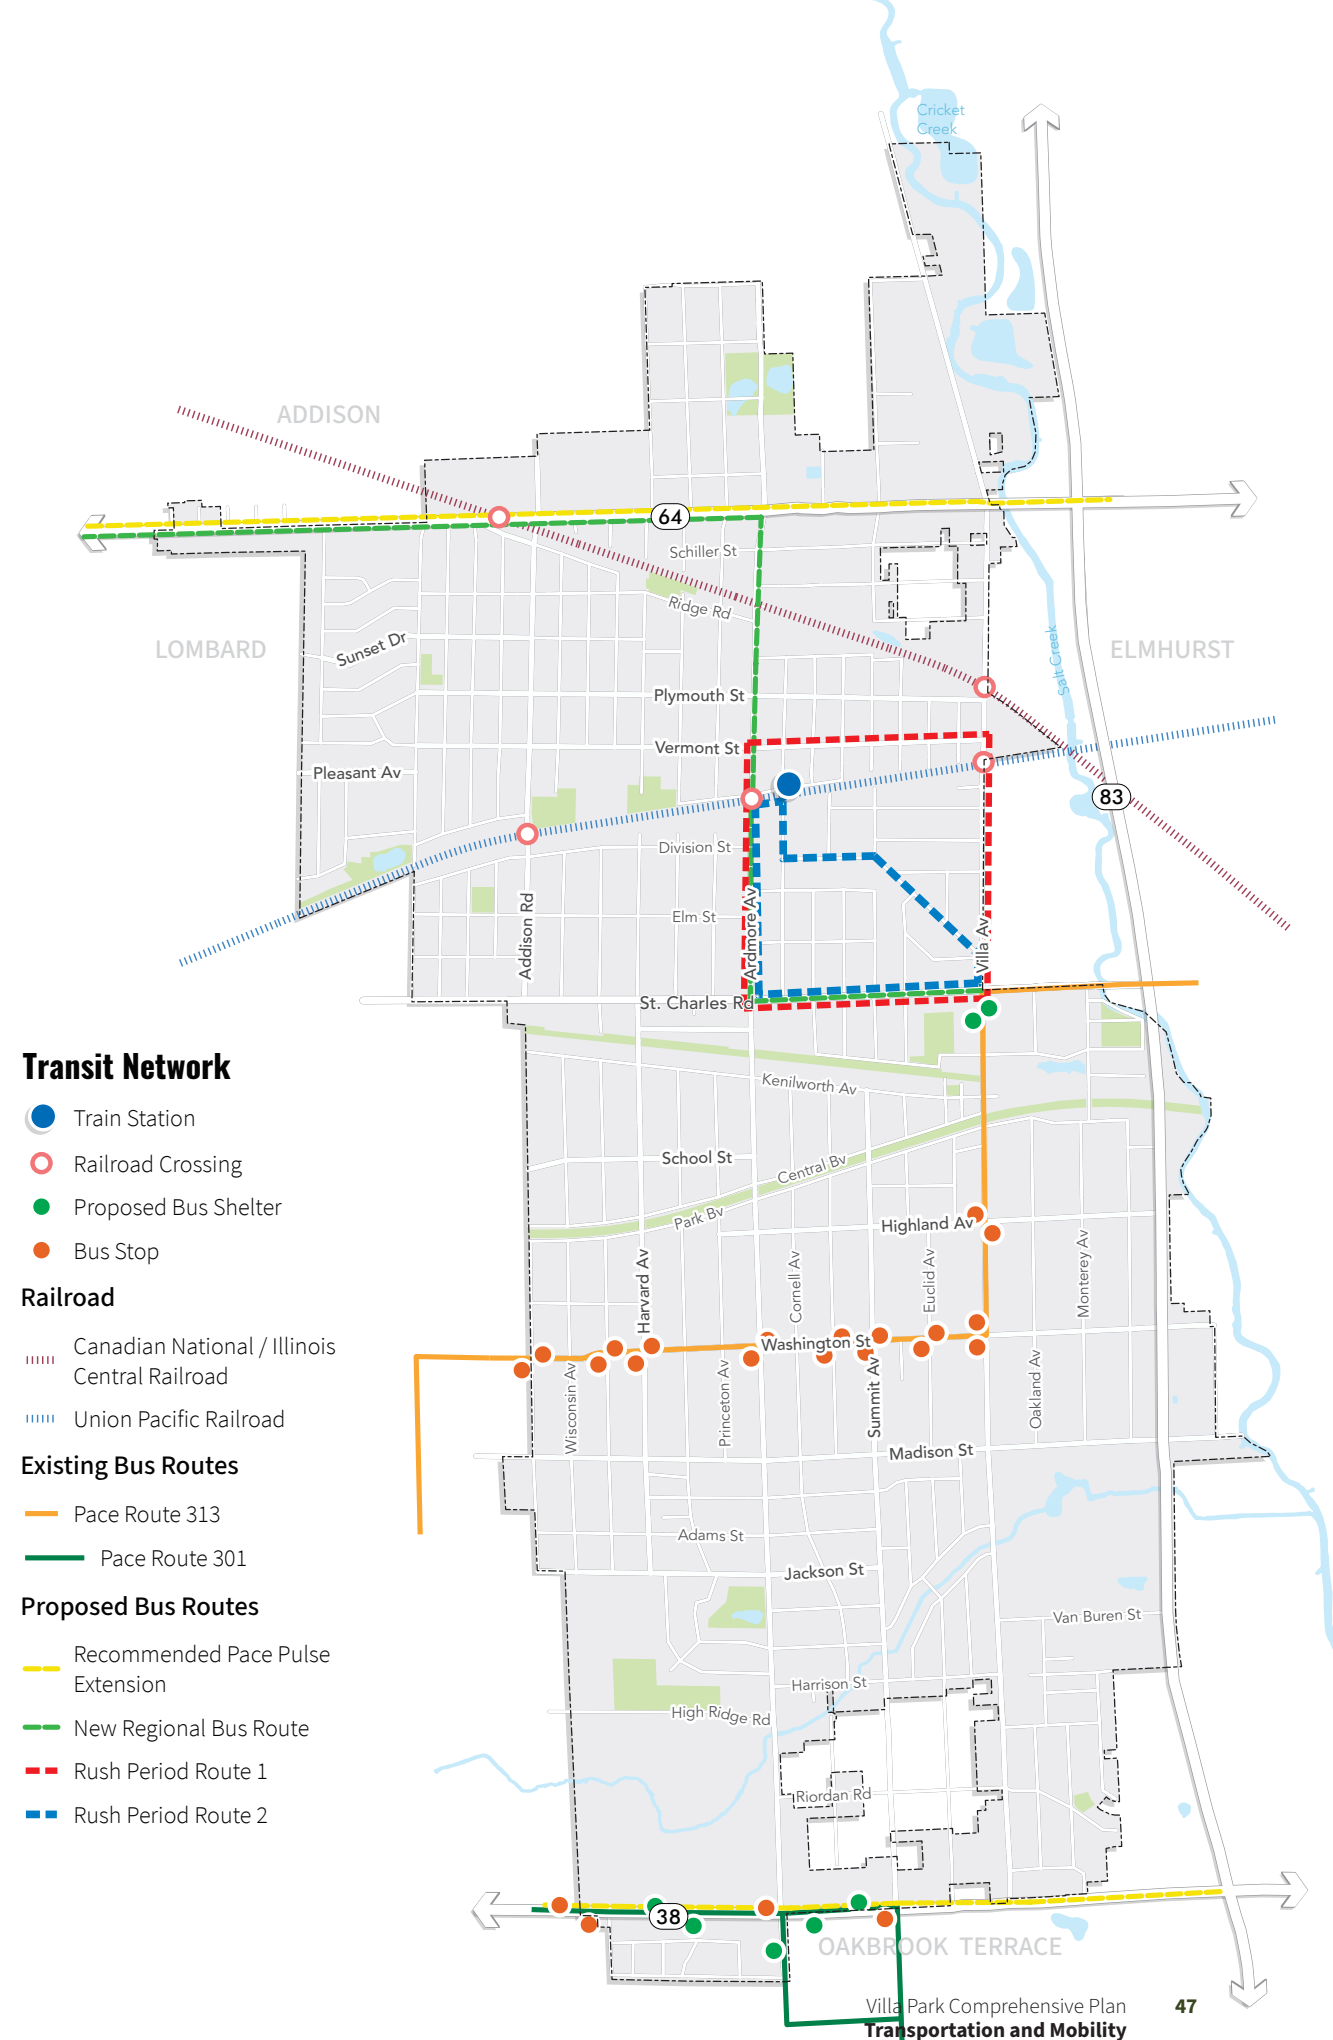 Cricket
Creek
ADDISON
64
Schiller St
Ridge Rd
LOMBARD
Sunset Dr
Salt Creek
ELMHURST
Plymouth St
Vermont St
Pleasant Av
83
Division St
Addison Rd
Ardmore Av
Elm St
Villa Av
St. Charles Rd
Kenilworth Av
School St
Central Bv
Park Bv
Highland Av
Harvard Av
Cornell Av
Euclid Av
Monterey Av
Washington St
Wisconsin Av
Princeton Av
Summit Av
Oakland Av
Madison St
Adams St
Jackson St
Van Buren St
Harrison St
High Ridge Rd
Riordan Rd
38
OAKBROOK TERRACE
Transit Network
Train Station
Railroad Crossing
Proposed Bus Shelter
Bus Stop
Railroad
Canadian National / Illinois
Central Railroad
Union Pacific Railroad
Existing Bus Routes
Pace Route 313
Pace Route 301
Proposed Bus Routes
Recommended Pace Pulse
Extension
New Regional Bus Route
Rush Period Route 1
Rush Period Route 2
Villa Park Comprehensive Plan 47
Transportation and Mobility